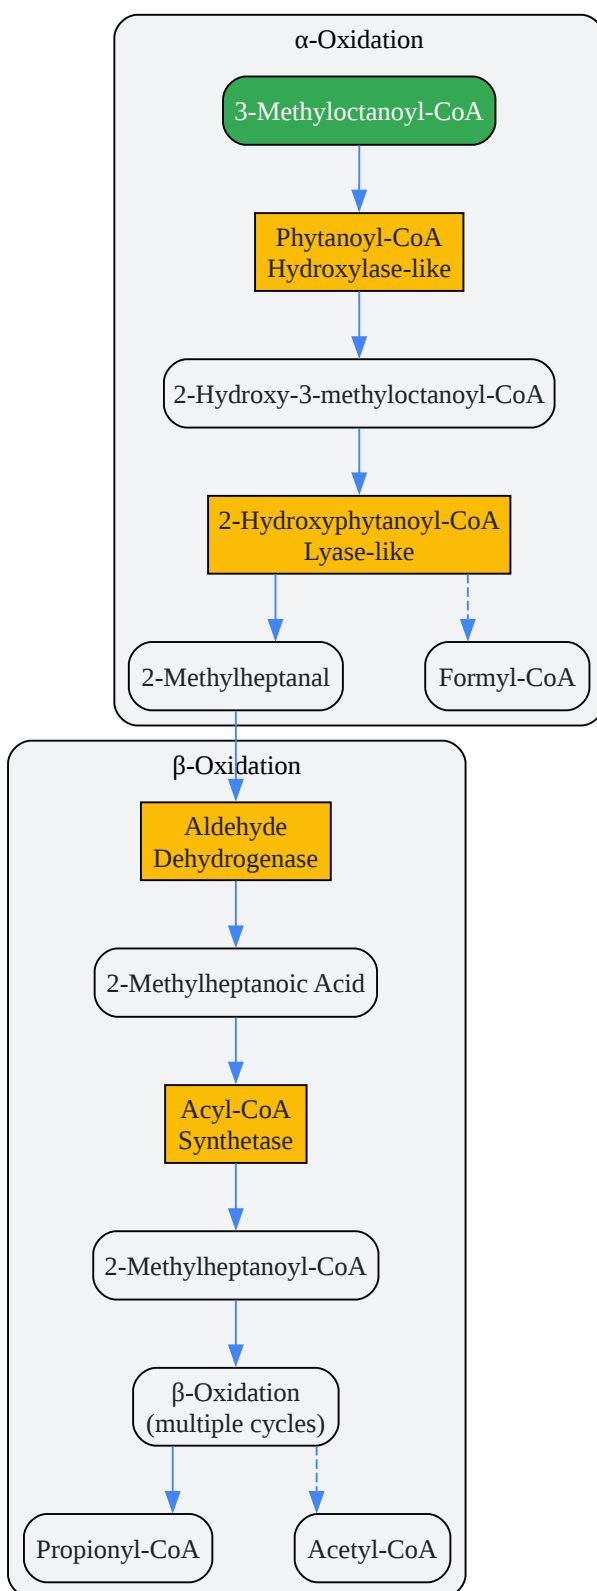 α-Oxidation
3-Methyloctanoyl-CoA
Phytanoyl-CoA
Hydroxylase-like
2-Hydroxy-3-methyloctanoyl-CoA
2-Hydroxyphytanoyl-CoA
Lyase-like
2-Methylheptanal
Formyl-CoA
β-Oxidation
Aldehyde
Dehydrogenase
2-Methylheptanoic Acid
Acyl-CoA
Synthetase
2-Methylheptanoyl-CoA
β-Oxidation
(multiple cycles)
Propionyl-CoA
Acetyl-CoA